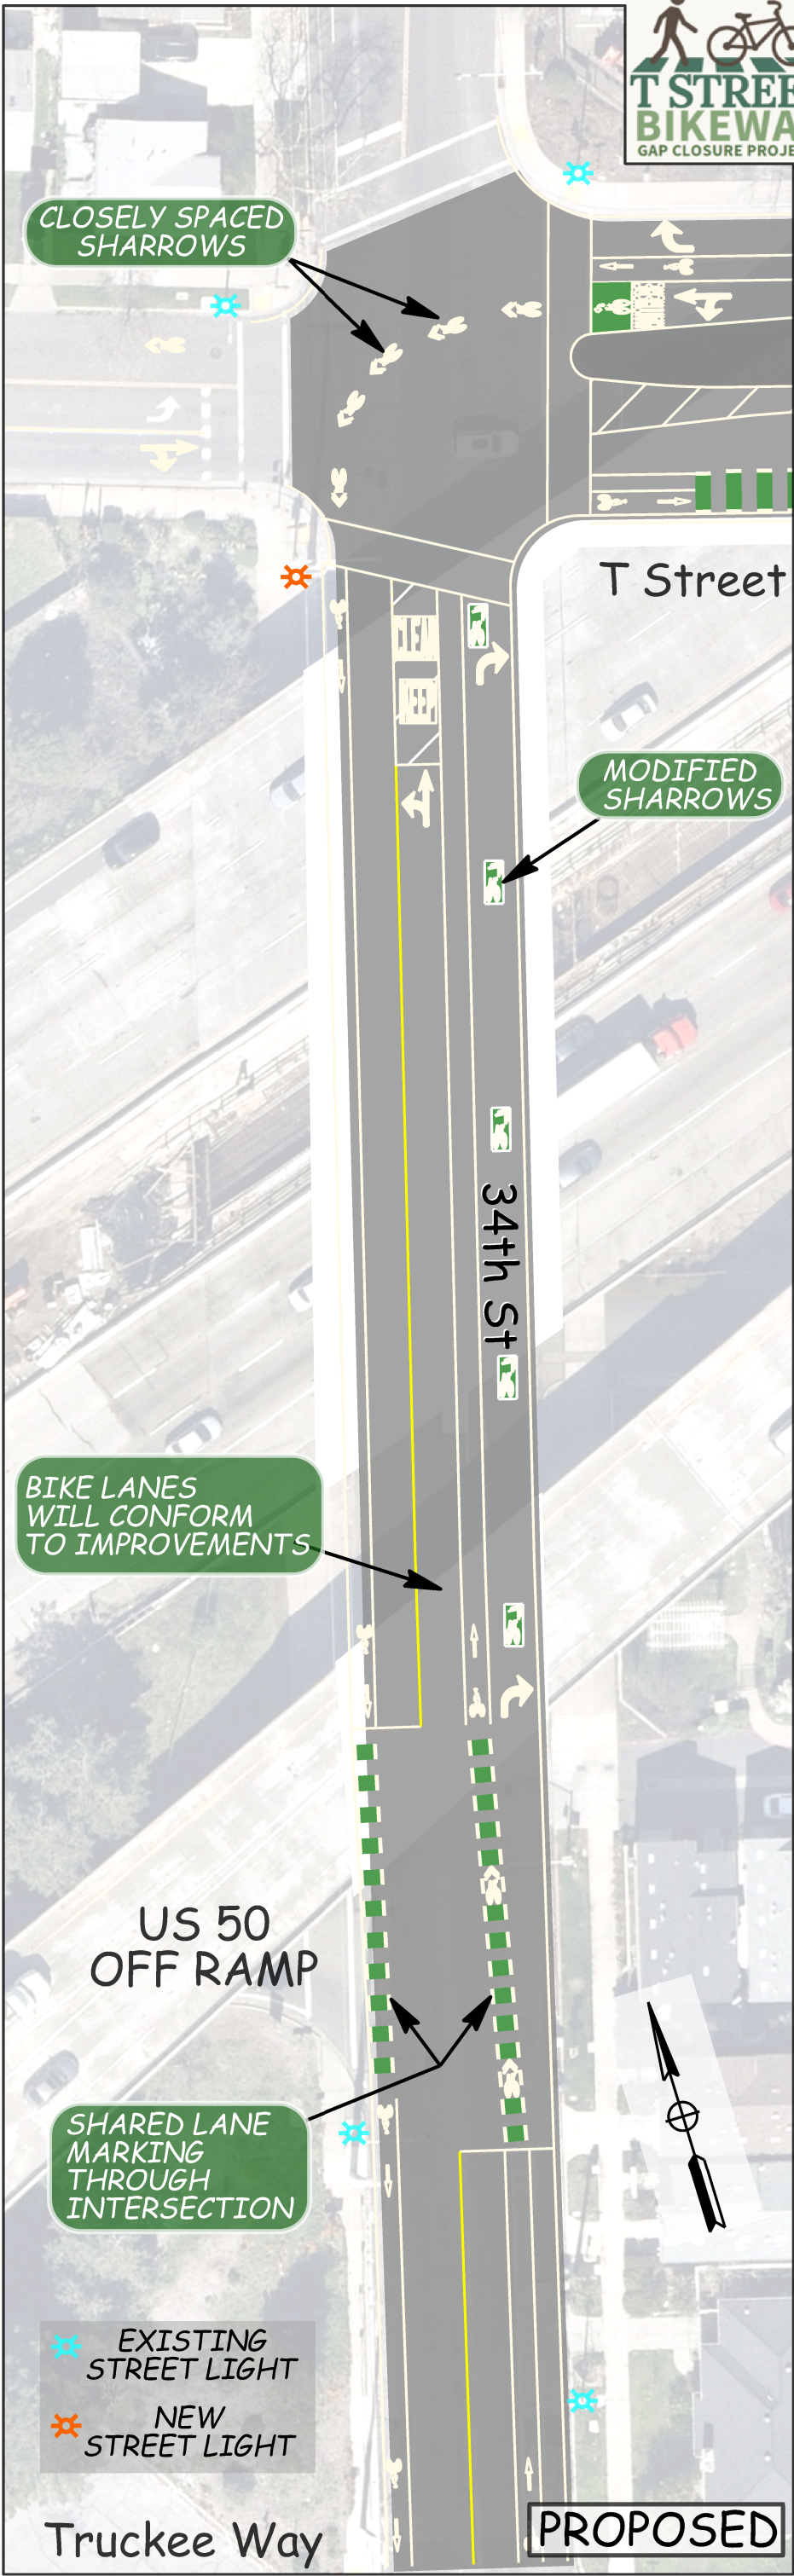 T STREE
BIKEWA
GAP CLOSURE PROJE
CLOSELY SPACED
SHARROWS
T Street
MODIFIED
SHARROWS
34th St
BIKE LANES
WILL CONFORM
TO IMPROVEMENTS
US 50
OFF RAMP
SHARED LANE
MARKING
THROUGH
INTERSECTION
EXISTING
STREET LIGHT
NEW
STREET LIGHT
Truckee Way
PROPOSED